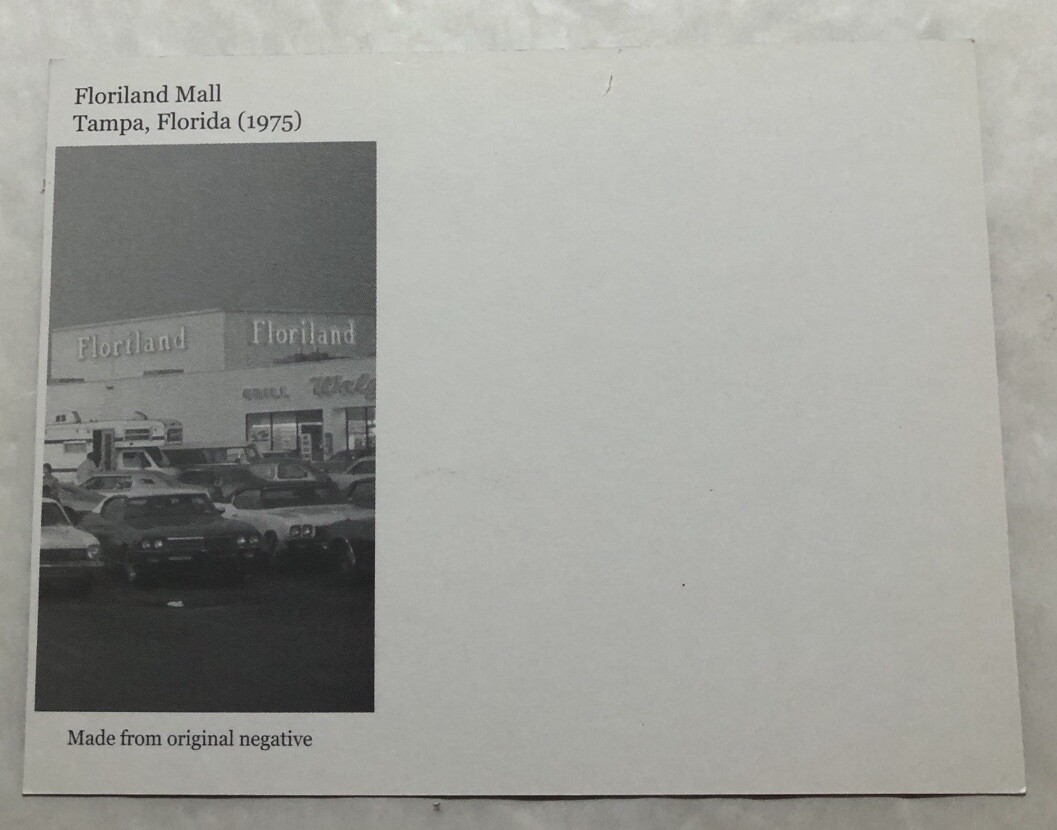 Floriland Mall
Tampa, Florida (1975)
Floriland
Floriland
GRILL
Made from original negative